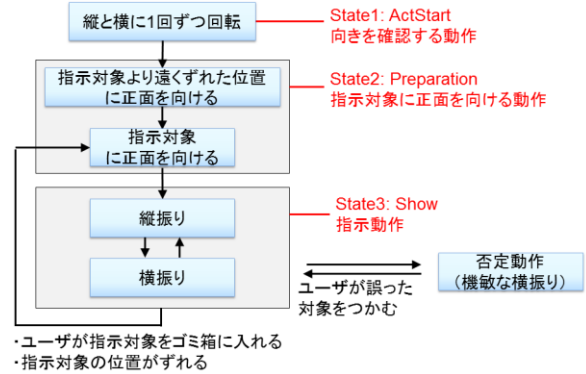 縦と横に1回ずつ回転
State1: ActStart
向きを確認する動作
指示対象より遠くずれた位置
に正面を向ける
State2: Preparation
指示対象に正面を向ける動作
指示対象
に正面を向ける
縦振り
State3: Show
指示動作
横振り
否定動作
(機敏な横振り)
ユーザが誤った
対象をつかむ
・ユーザが指示対象をゴミ箱に入れる
・指示対象の位置がずれる